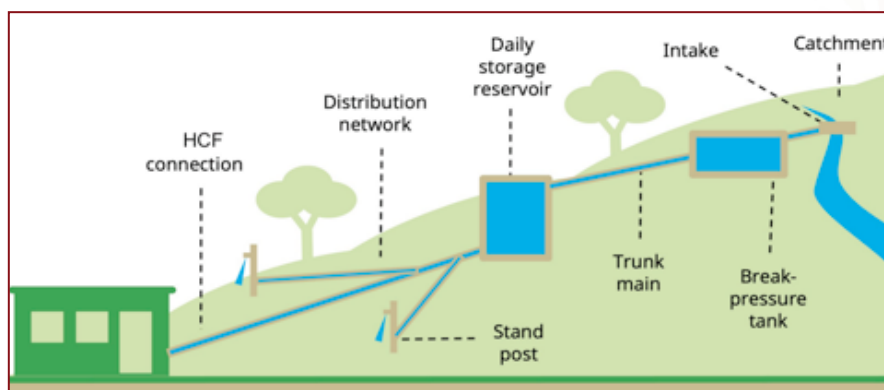 Daily
storage
reservoir
Intake
Catchment
Distribution
network
HCF
connection
Trunk
main
Break-
pressure
tank
Stand
post